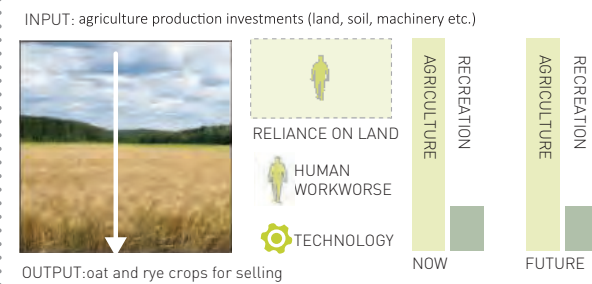 INPUT: agriculture production investments (land, soil, machinery etc.)
RELIANCE ON LAND
HUMAN
WORKWORSE
TECHNOLOGY
OUTPUT:oat and rye crops for selling
AGRICULTURE
RECREATION
NOW
AGRICULTURE
RECREATION
FUTURE